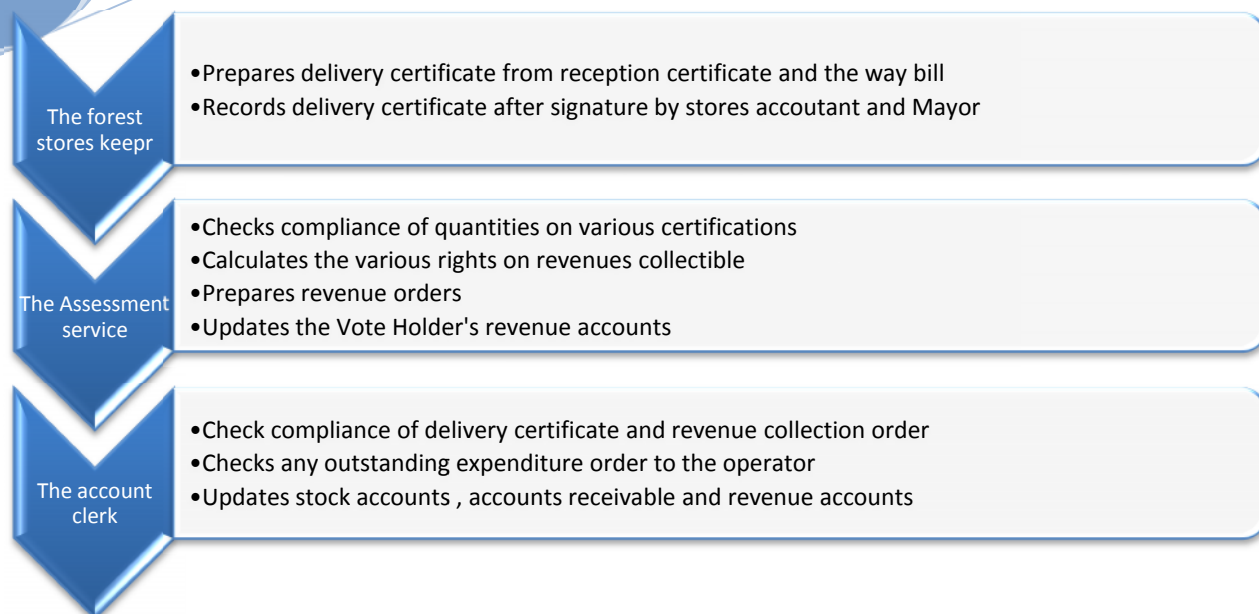 The forest
stores keepr
•Prepares delivery certificate from reception certificate and the way bill
•Records delivery certificate after signature by stores accoutant and Mayor
The Assessment
service
•Checks compliance of quantities on various certifications
•Calculates the various rights on revenues collectible
•Prepares revenue orders
•Updates the Vote Holder's revenue accounts
The account
clerk
•Check compliance of delivery certificate and revenue collection order
•Checks any outstanding expenditure order to the operator
•Updates stock accounts , accounts receivable and revenue accounts